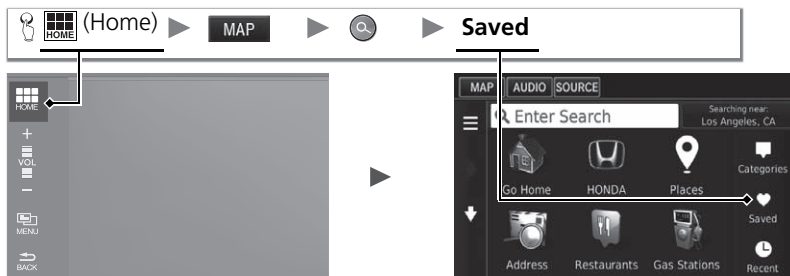 HOME (Home) MAP Saved
HOME
+
VOL
−
MENU
BACK
MAP AUDIO SOURCE
Enter Search
Searching near:
Los Angeles, CA
Go Home HONDA Places
Categories
Saved
Address Restaurants Gas Stations
Recent